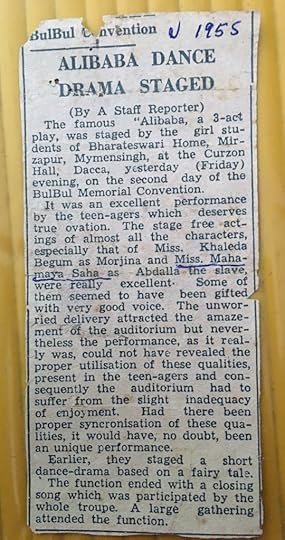 BulBul Convention
J 1955
ALIBABA DANCE
DRAMA STAGED
(By A Staff Reporter)
The famous "Alibaba, a 3-act
play, was staged by the girl stu-
dents of Bharateswari Home, Mir-
zapur, Mymensingh, at the Curzon
Hall, Dacca, yesterday (Friday)
evening, on the second day of the
BulBul Memorial Convention.
It was an excellent performance
by the teen-agers which deserves
true ovation. The stage free act-
ings of almost all the characters,
especially that of Miss. Khaleda
Begum as Morjina and Miss. Maha-
maya Saha as Abdalla the slave,
were really excellent. Some of
them seemed to have been gifted
with very good voice. The unwor-
ried delivery attracted the amaze-
ment of the auditorium but never-
theless the performance, as it real-
ly was, could not have revealed the
proper utilisation of these qualities,
present in the teen-agers and con-
sequently the auditorium had to
suffer from the slight inadequacy
of enjoyment. Had there been
proper syncronisation of these qua-
lities, it would have, no doubt, been
an unique performance.
Earlier, they staged a short
dance-drama based on a fairy tale.
The function ended with a closing
song which was participated by the
whole troupe. A large gathering
attended the function.